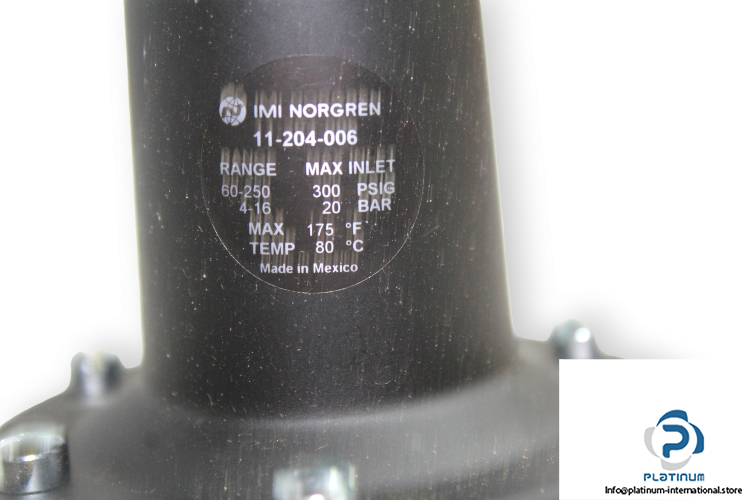 IMI NORGREN
11-204-006
RANGE MAX INLET
60-250 300 PSIG
4-16 20 BAR
MAX 175 °F
TEMP 80 °C
Made in Mexico
PLATINUM
Info@platinum-international.store